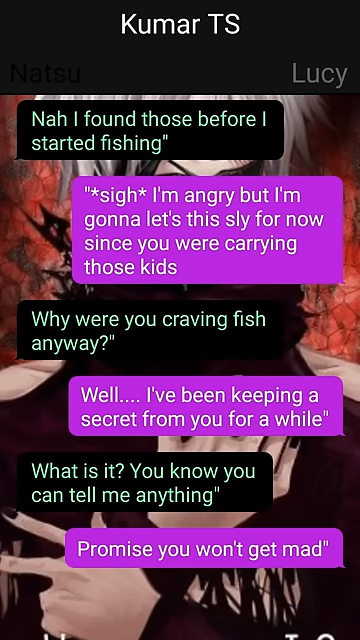 Kumar TS
Natsu
Lucy
Nah I found those before I
started fishing"
"*sigh* I'm angry but I'm
gonna let's this sly for now
since you were carrying
those kids
Why were you craving fish
anyway?"
Well.... I've been keeping a
secret from you for a while"
What is it? You know you
can tell me anything"
Promise you won't get mad"